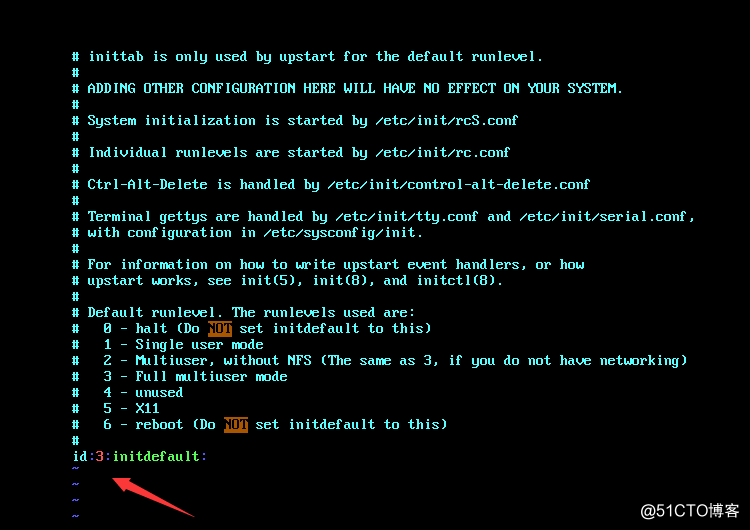 # inittab is only used by upstart for the default runlevel.
#
# ADDING OTHER CONFIGURATION HERE WILL HAVE NO EFFECT ON YOUR SYSTEM.
#
# System initialization is started by /etc/init/rcS.conf
#
# Individual runlevels are started by /etc/init/rc.conf
#
# Ctrl-Alt-Delete is handled by /etc/init/control-alt-delete.conf
#
# Terminal gettys are handled by /etc/init/tty.conf and /etc/init/serial.conf,
# with configuration in /etc/sysconfig/init.
#
# For information on how to write upstart event handlers, or how
# upstart works, see init(5), init(8), and initctl(8).
#
# Default runlevel. The runlevels used are:
#   0 - halt (Do NOT set initdefault to this)
#   1 - Single user mode
#   2 - Multiuser, without NFS (The same as 3, if you do not have networking)
#   3 - Full multiuser mode
#   4 - unused
#   5 - X11
#   6 - reboot (Do NOT set initdefault to this)
#
id:3:initdefault:
~
~
~
~
@51CTO博客